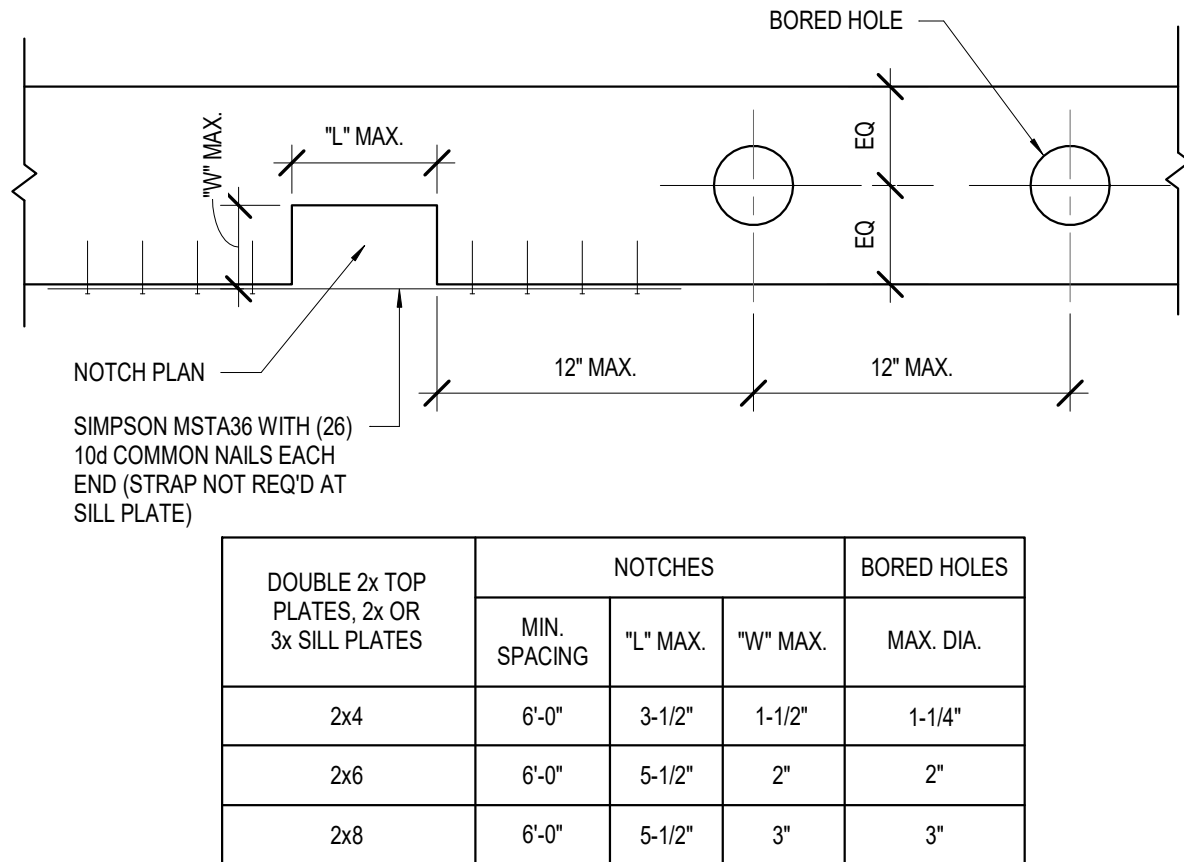 BORED HOLE
"L" MAX.
"W" MAX.
EQ
EQ
NOTCH PLAN
12" MAX.
12" MAX.
SIMPSON MSTA36 WITH (26)
10d COMMON NAILS EACH
END (STRAP NOT REQ'D AT
SILL PLATE)
DOUBLE 2x TOP
PLATES, 2x OR
3x SILL PLATES
NOTCHES
BORED HOLES
MIN.
SPACING
"L" MAX.
"W" MAX.
MAX. DIA.
2x4
6'-0"
3-1/2"
1-1/2"
1-1/4"
2x6
6'-0"
5-1/2"
2"
2"
2x8
6'-0"
5-1/2"
3"
3"